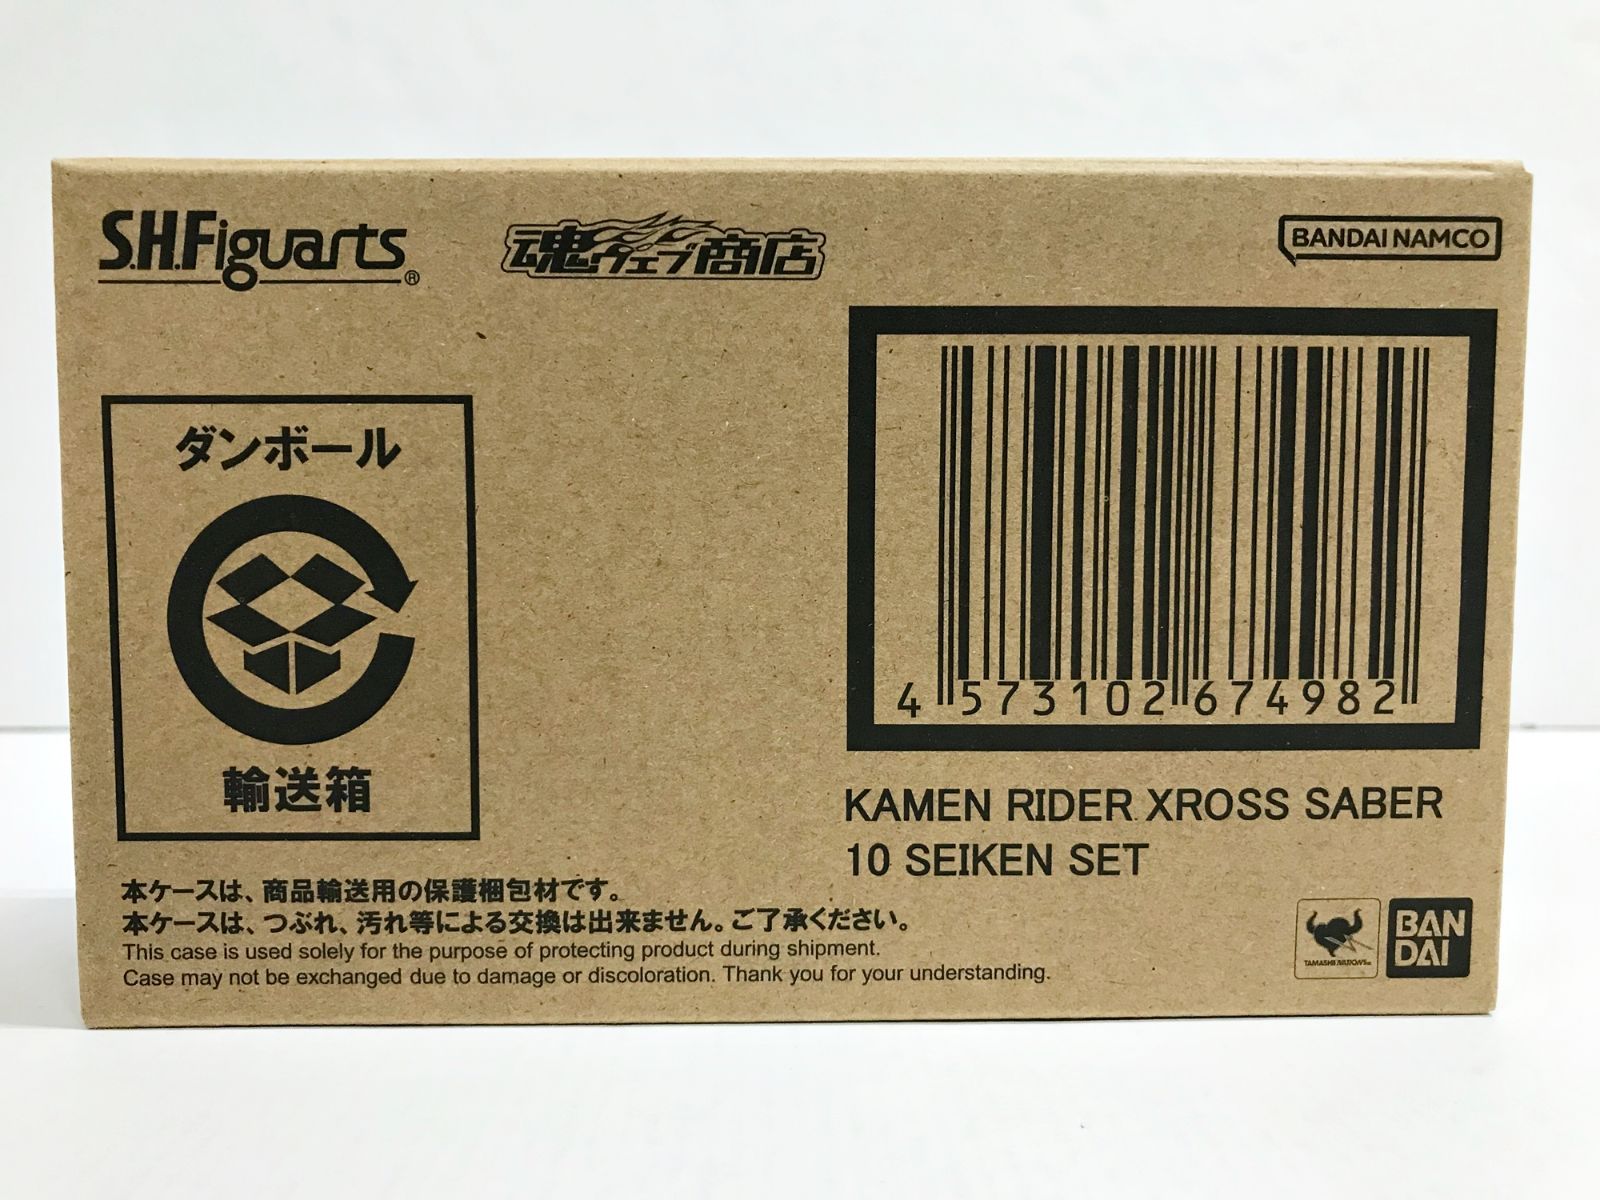 S.H.Figuarts®
魂ウェブ商店
BANDAI NAMCO
ダンボール
輸送箱
4 573102 674982
KAMEN RIDER XROSS SABER
10 SEIKEN SET
本ケースは、商品輸送用の保護梱包材です。
本ケースは、つぶれ、汚れ等による交換は出来ません。ご了承ください。
This case is used solely for the purpose of protecting product during shipment.
Case may not be exchanged due to damage or discoloration. Thank you for your understanding.
TAMASHII NATIONS
BAN
DAI